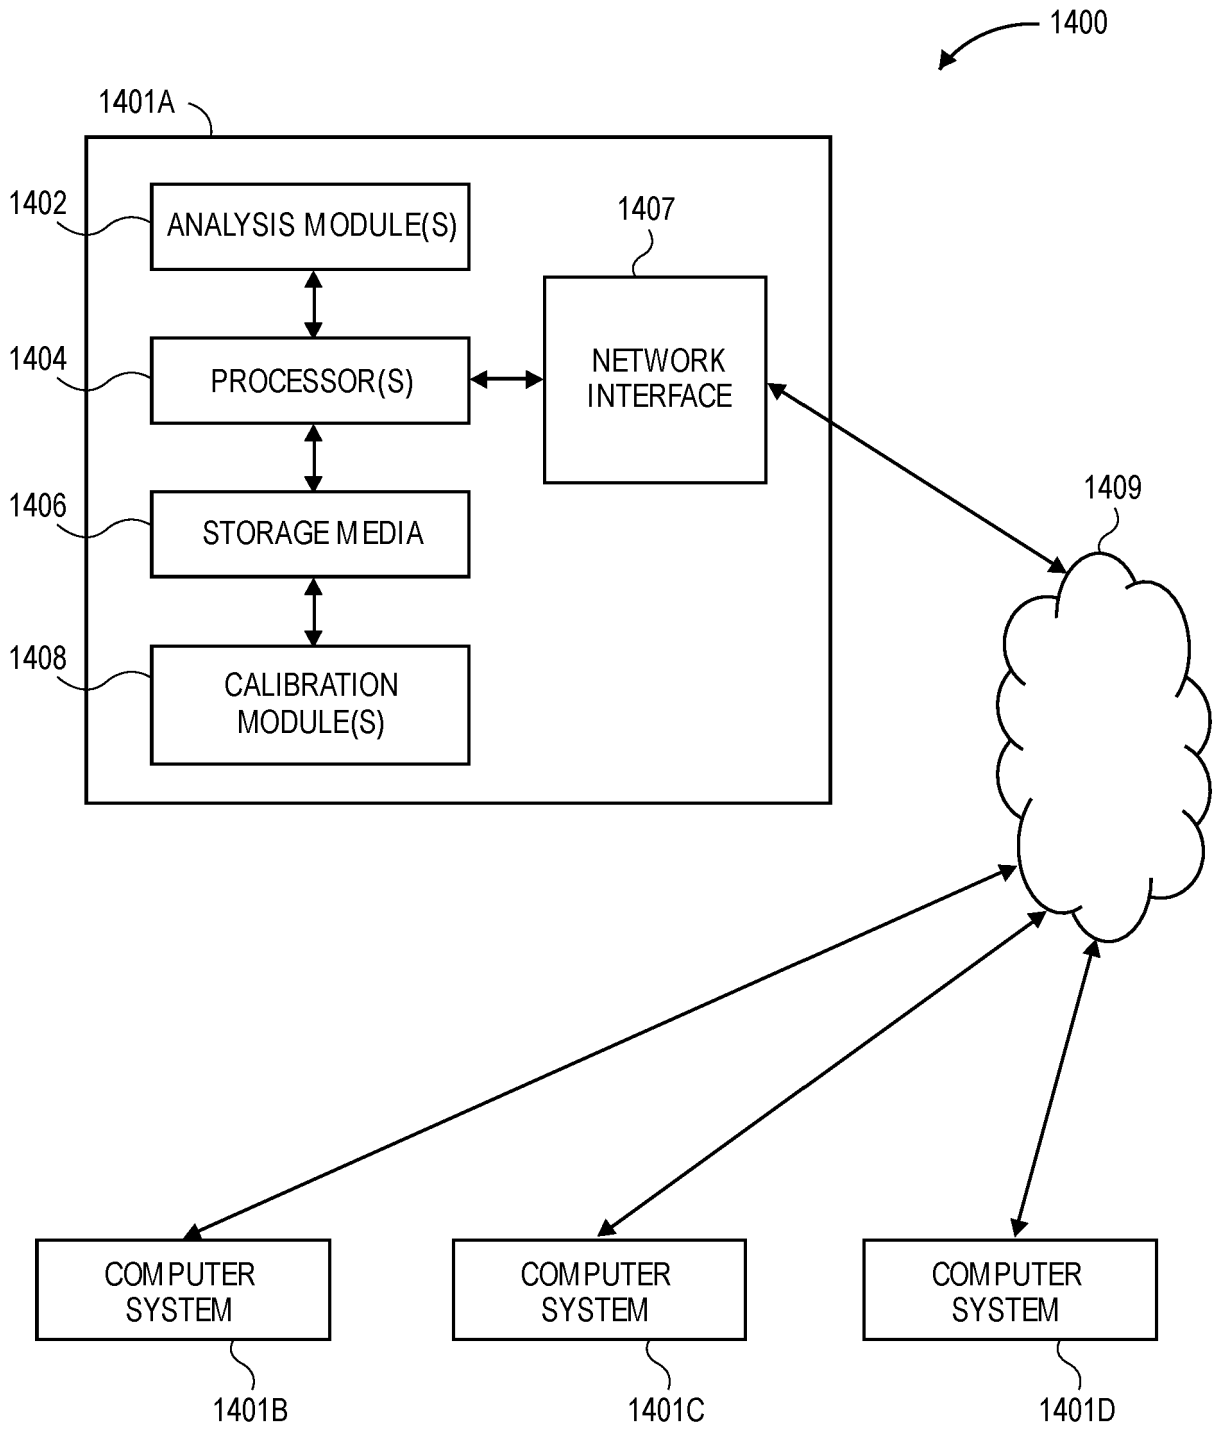 1400
1401A
1402
ANALYSIS MODULE(S)
1407
1404
PROCESSOR(S)
NETWORK
INTERFACE
1409
1406
STORAGE MEDIA
1408
CALIBRATION
MODULE(S)
COMPUTER
SYSTEM
COMPUTER
SYSTEM
COMPUTER
SYSTEM
1401B
1401C
1401D